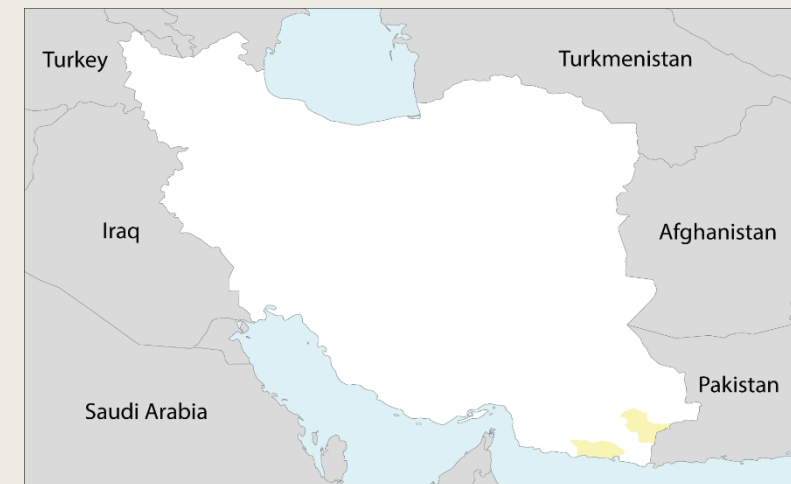 Turkey
Turkmenistan
Iraq
Afghanistan
Pakistan
Saudi Arabia